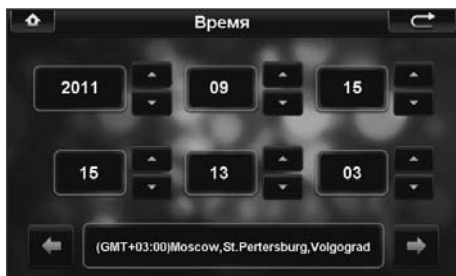 Время
2011 09 15
15 13 03
(GMT+03:00)Moscow,St.Pertersburg,Volgograd